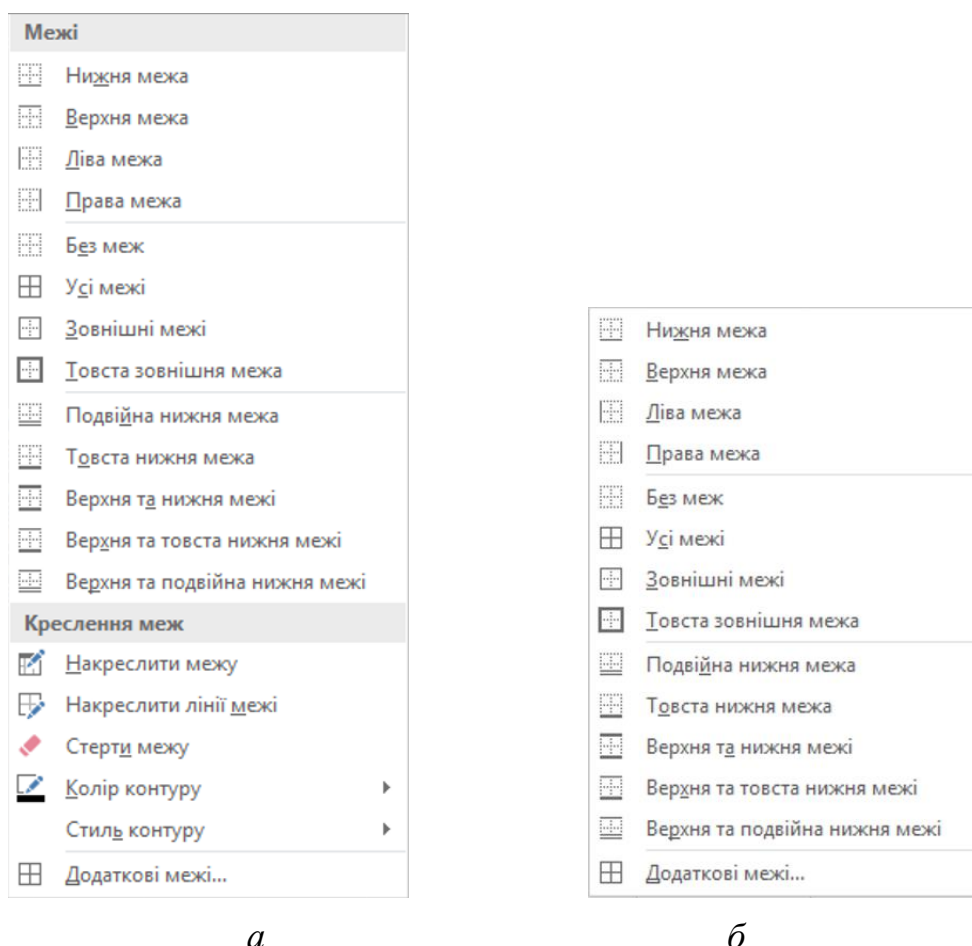 Межі
Нижня межа
Верхня межа
Ліва межа
Права межа
Без меж
Усі межі
Зовнішні межі
Товста зовнішня межа
Подвійна нижня межа
Товста нижня межа
Верхня та нижня межі
Верхня та товста нижня межі
Верхня та подвійна нижня межі
Креслення меж
Накреслити межу
Накреслити лінії межі
Стерти межу
Колір контуру
Стиль контуру
Додаткові межі...
а
Нижня межа
Верхня межа
Ліва межа
Права межа
Без меж
Усі межі
Зовнішні межі
Товста зовнішня межа
Подвійна нижня межа
Товста нижня межа
Верхня та нижня межі
Верхня та товста нижня межі
Верхня та подвійна нижня межі
Додаткові межі...
б